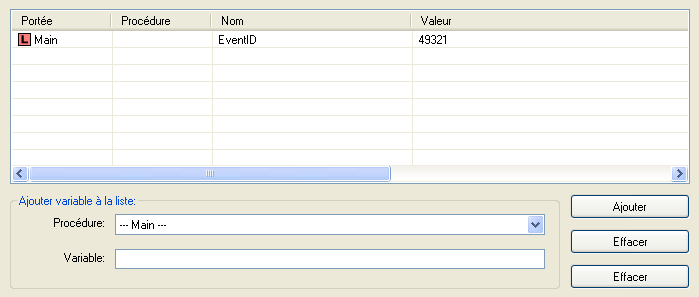 Portée Procédure Nom Valeur
L Main EventID 49321
Ajouter variable à la liste:
Procédure: --- Main ---
Variable:
Ajouter
Effacer
Effacer